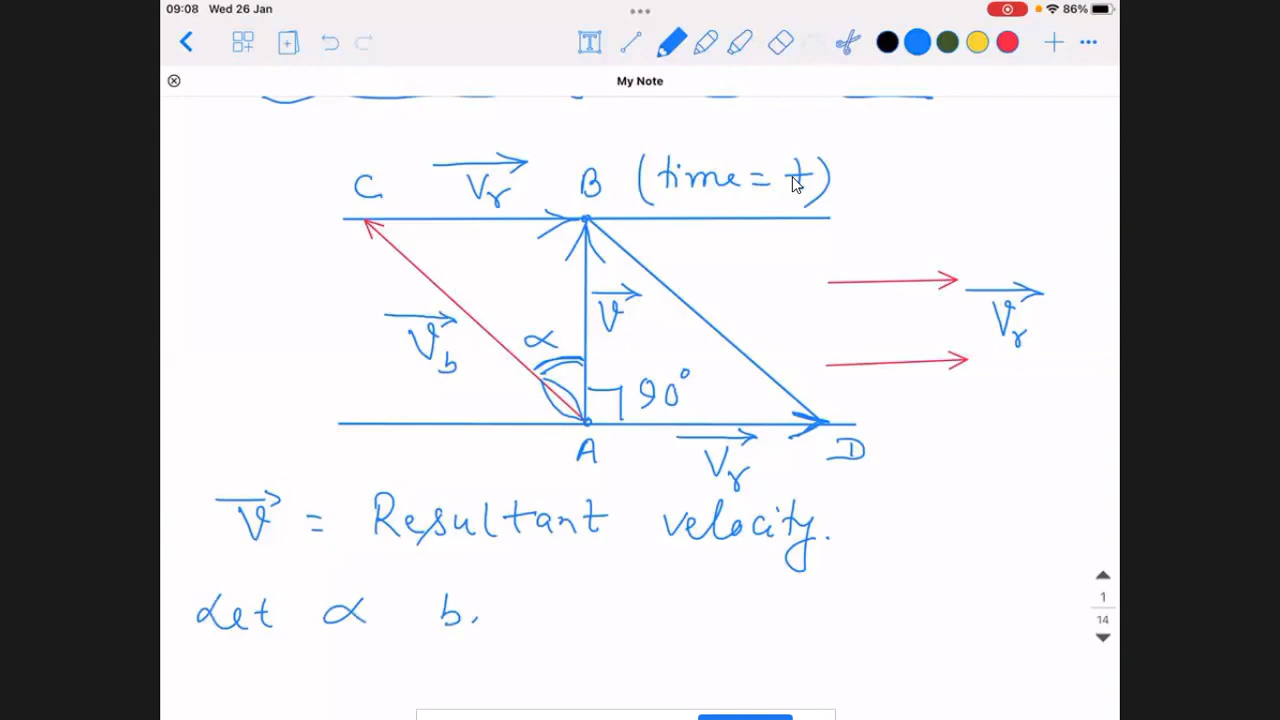 09:08 Wed 26 Jan
86%
T
My Note
C Vr B (time = t)
V
Vr
α
Vb
90°
A
Vr
D
V = Resultant velocity.
Let α b.
1
14